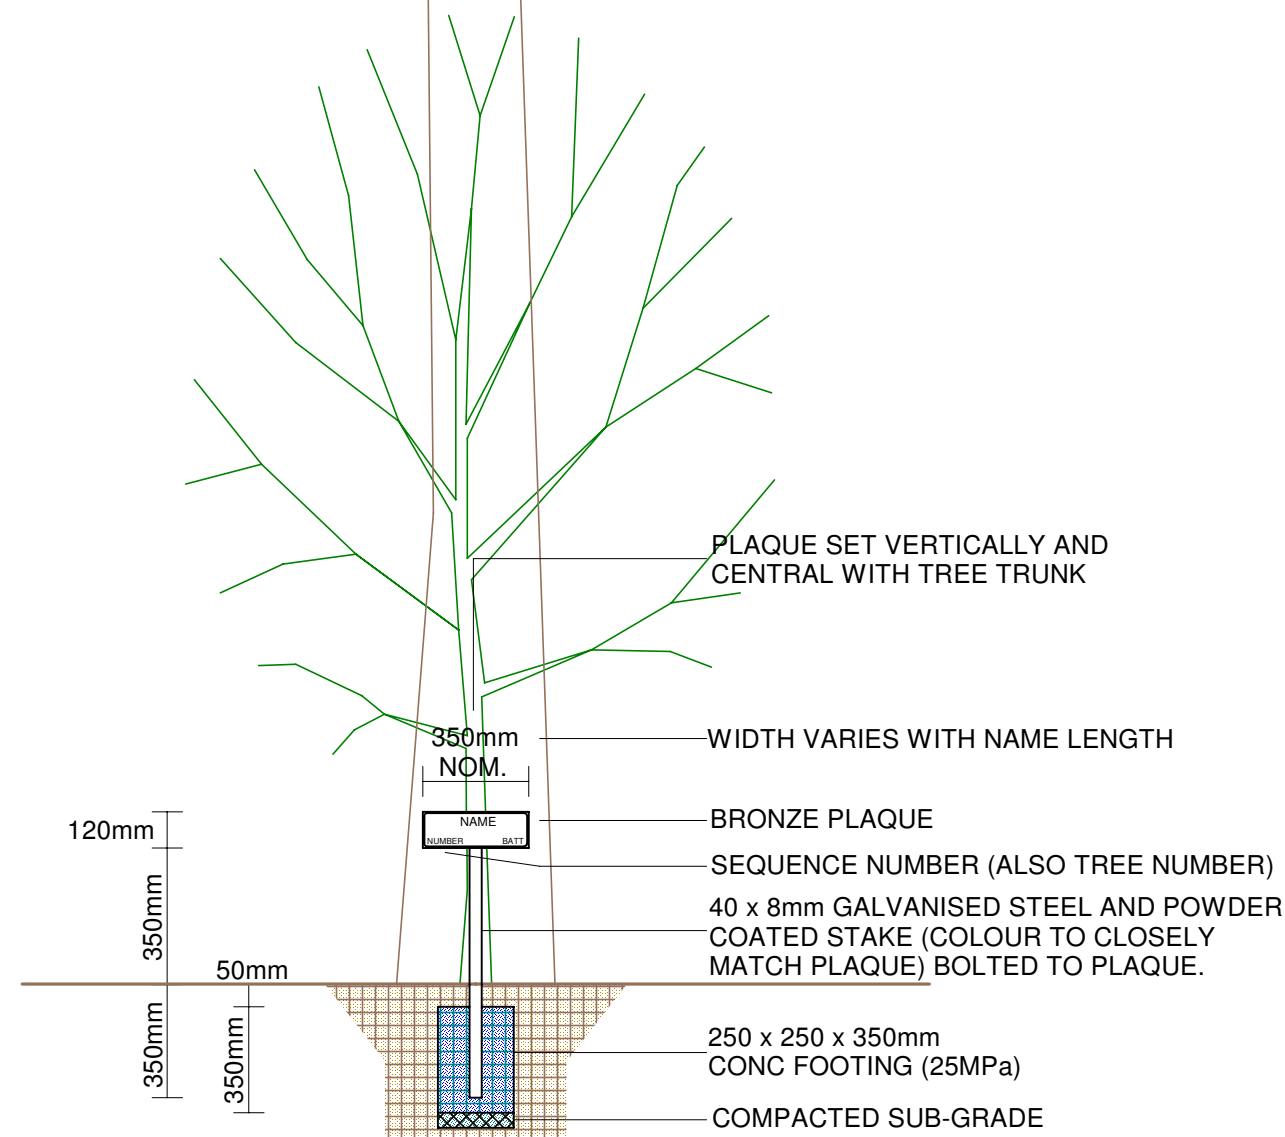 PLAQUE SET VERTICALLY AND
CENTRAL WITH TREE TRUNK
350mm
NOM.
WIDTH VARIES WITH NAME LENGTH
120mm
NAME
NUMBER BATT
BRONZE PLAQUE
SEQUENCE NUMBER (ALSO TREE NUMBER)
350mm
40 x 8mm GALVANISED STEEL AND POWDER
COATED STAKE (COLOUR TO CLOSELY
MATCH PLAQUE) BOLTED TO PLAQUE.
50mm
350mm
350mm
250 x 250 x 350mm
CONC FOOTING (25MPa)
COMPACTED SUB-GRADE